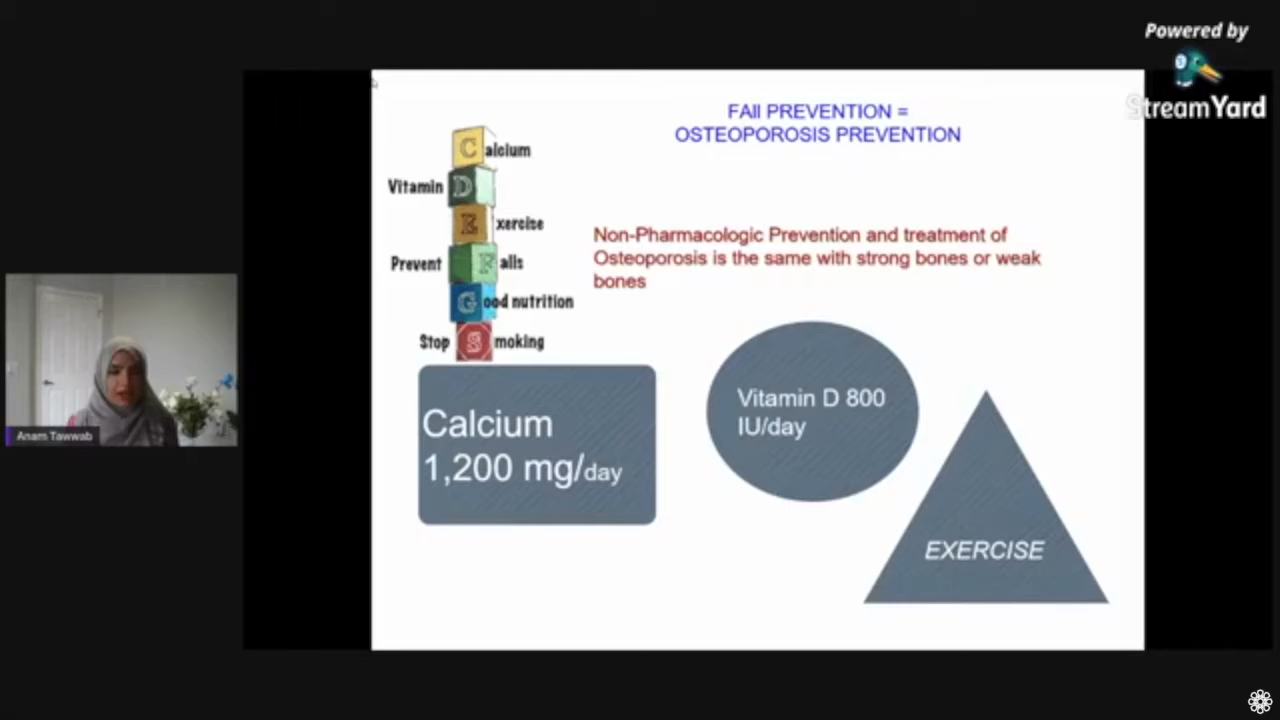 Powered by
StreamYard
FAll PREVENTION =
OSTEOPOROSIS PREVENTION
Calcium
Vitamin D
Exercise
Prevent Falls
Good nutrition
Stop Smoking
Non-Pharmacologic Prevention and treatment of
Osteoporosis is the same with strong bones or weak
bones
Calcium
1,200 mg/day
Vitamin D 800
IU/day
EXERCISE
Anam Tawwab